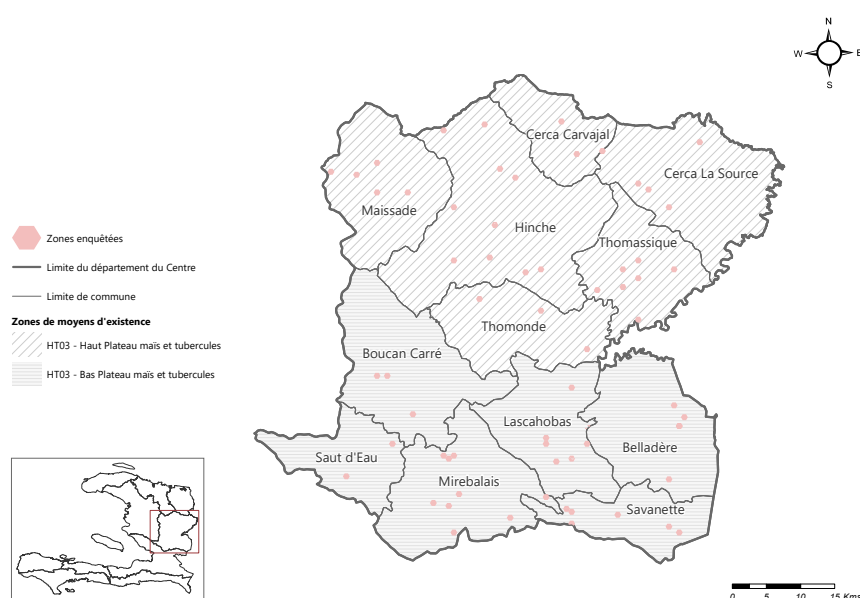 N
W E
S
Cerca Carvajal
Cerca La Source
Maissade
Hinche
Thomassique
Zones enquêtées
Limite du département du Centre
Limite de commune
Zones de moyens d'existence
HT03 - Haut Plateau maïs et tubercules
HT03 - Bas Plateau maïs et tubercules
Thomonde
Boucan Carré
Lascahobas
Belladère
Saut d'Eau
Mirebalais
Savanette
0 5 10 15 Kms